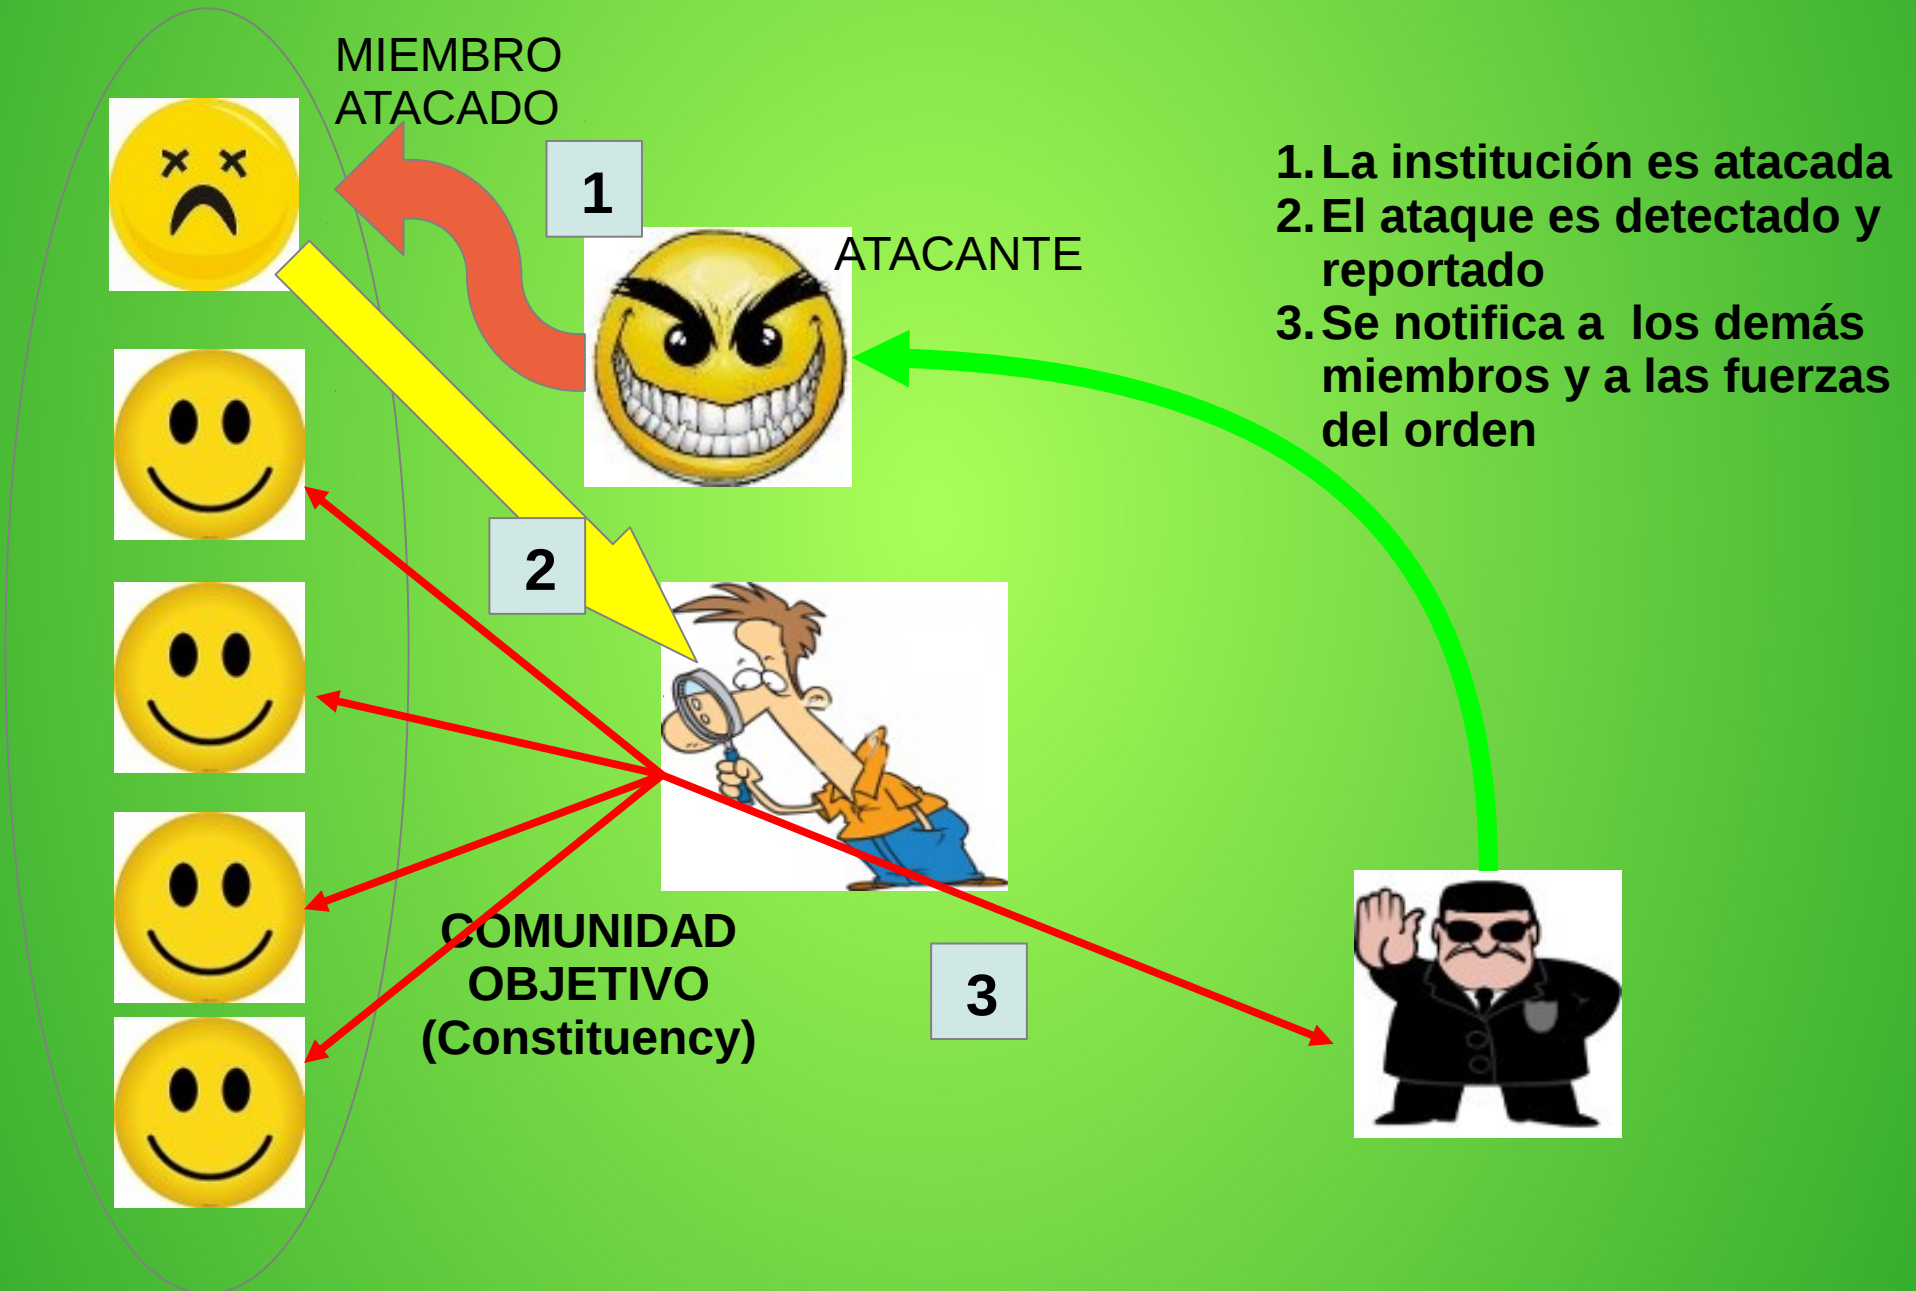 MIEMBRO
ATACADO
1
ATACANTE
1. La institución es atacada
2. El ataque es detectado y
reportado
3. Se notifica a  los demás
miembros y a las fuerzas
del orden
2
COMUNIDAD
OBJETIVO
(Constituency)
3